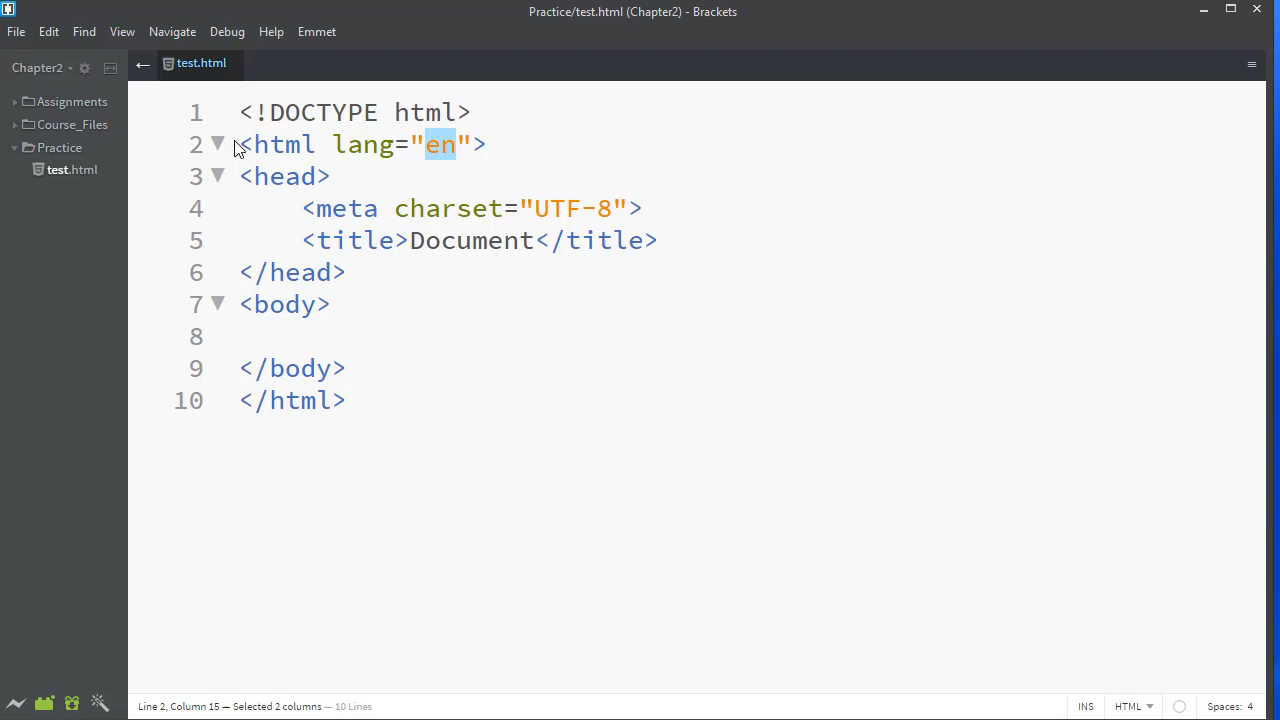 Practice/test.html (Chapter2) - Brackets
File Edit Find View Navigate Debug Help Emmet
Chapter2
test.html
Assignments
Course_Files
Practice
test.html
1 <!DOCTYPE html>
2 <html lang="en">
3 <head>
4     <meta charset="UTF-8">
5     <title>Document</title>
6 </head>
7 <body>
8
9 </body>
10 </html>
Line 2, Column 15 — Selected 2 columns — 10 Lines
INS HTML Spaces: 4